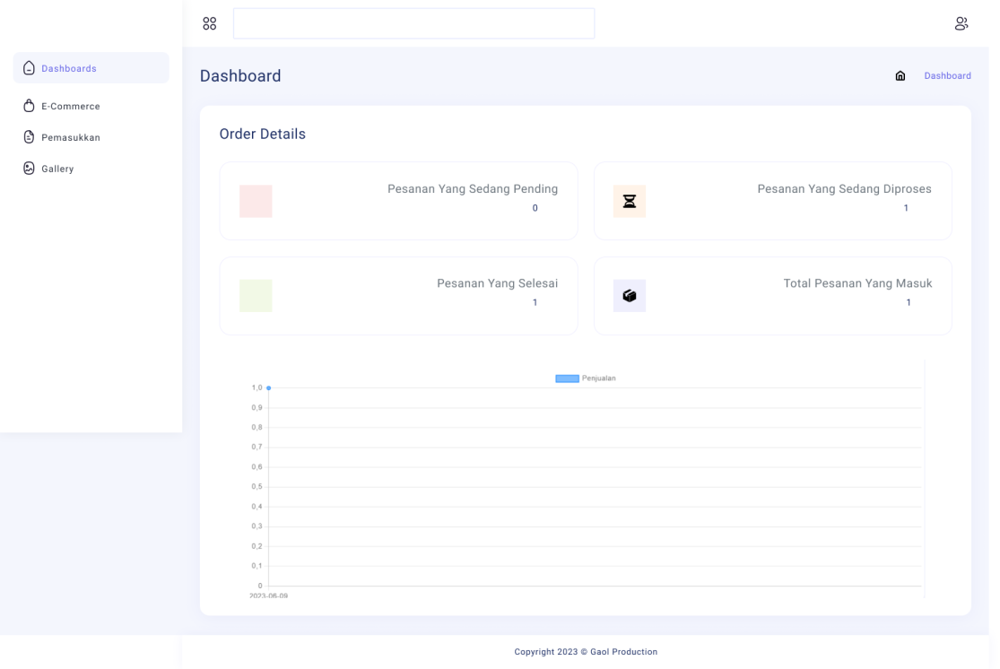 Dashboards
E-Commerce
Pemasukkan
Gallery
Dashboard
Dashboard
Order Details
Pesanan Yang Sedang Pending
0
Pesanan Yang Sedang Diproses
1
Pesanan Yang Selesai
1
Total Pesanan Yang Masuk
1
Penjualan
1,0
0,9
0,8
0,7
0,6
0,5
0,4
0,3
0,2
0,1
0
2023-06-09
Copyright 2023 © Gaol Production